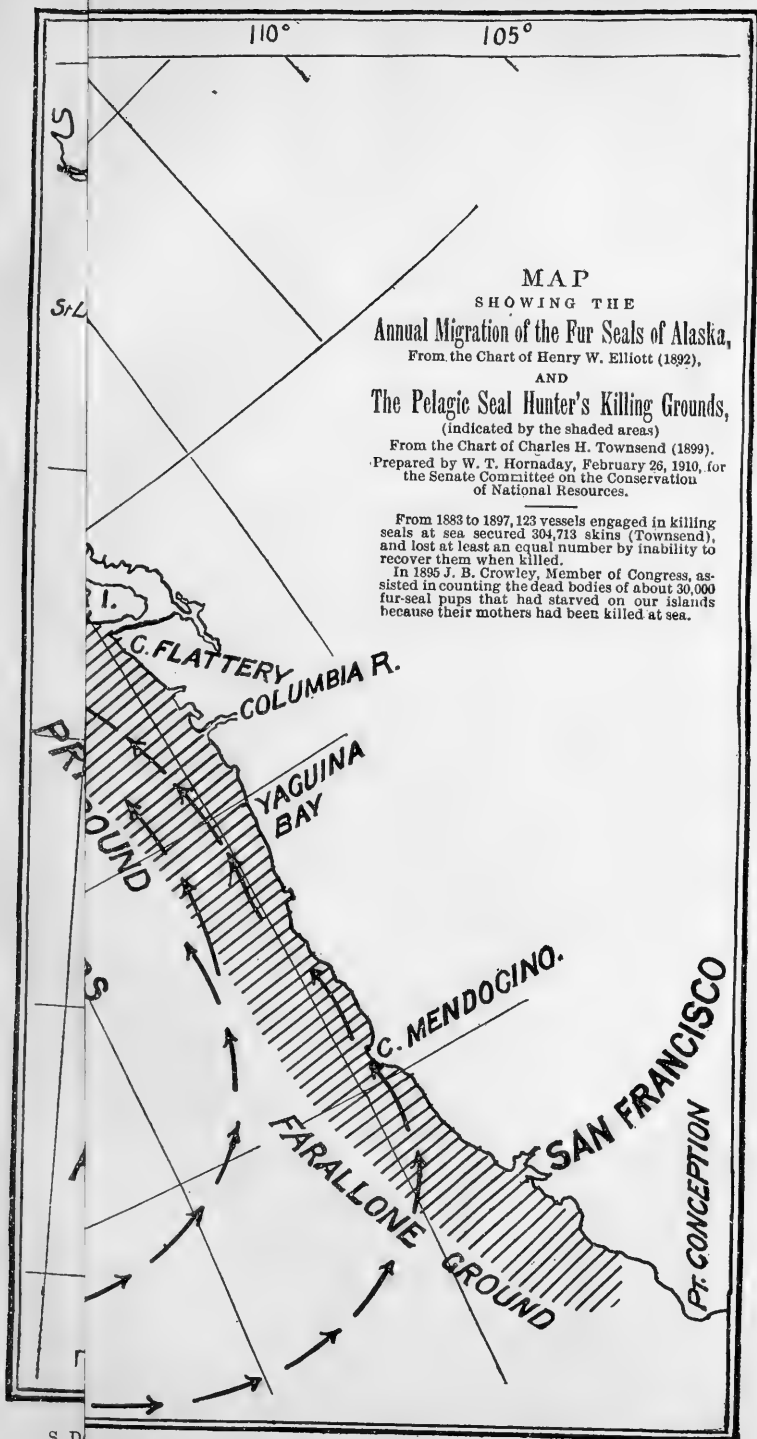 110° 105°
MAP
SHOWING THE
Annual Migration of the Fur Seals of Alaska,
From the Chart of Henry W. Elliott (1892),
AND
The Pelagic Seal Hunter's Killing Grounds,
(indicated by the shaded areas)
From the Chart of Charles H. Townsend (1899).
Prepared by W. T. Hornaday, February 26, 1910, for
the Senate Committee on the Conservation
of National Resources.
From 1883 to 1897, 123 vessels engaged in killing
seals at sea secured 304,713 skins (Townsend),
and lost at least an equal number by inability to
recover them when killed.
In 1895 J. B. Crowley, Member of Congress, as-
sisted in counting the dead bodies of about 30,000
fur-seal pups that had starved on our islands
because their mothers had been killed at sea.
I.
C. FLATTERY
COLUMBIA R.
YAGUINA
BAY
C. MENDOCINO.
SAN FRANCISCO
PT. CONCEPTION
FARALLONE GROUND